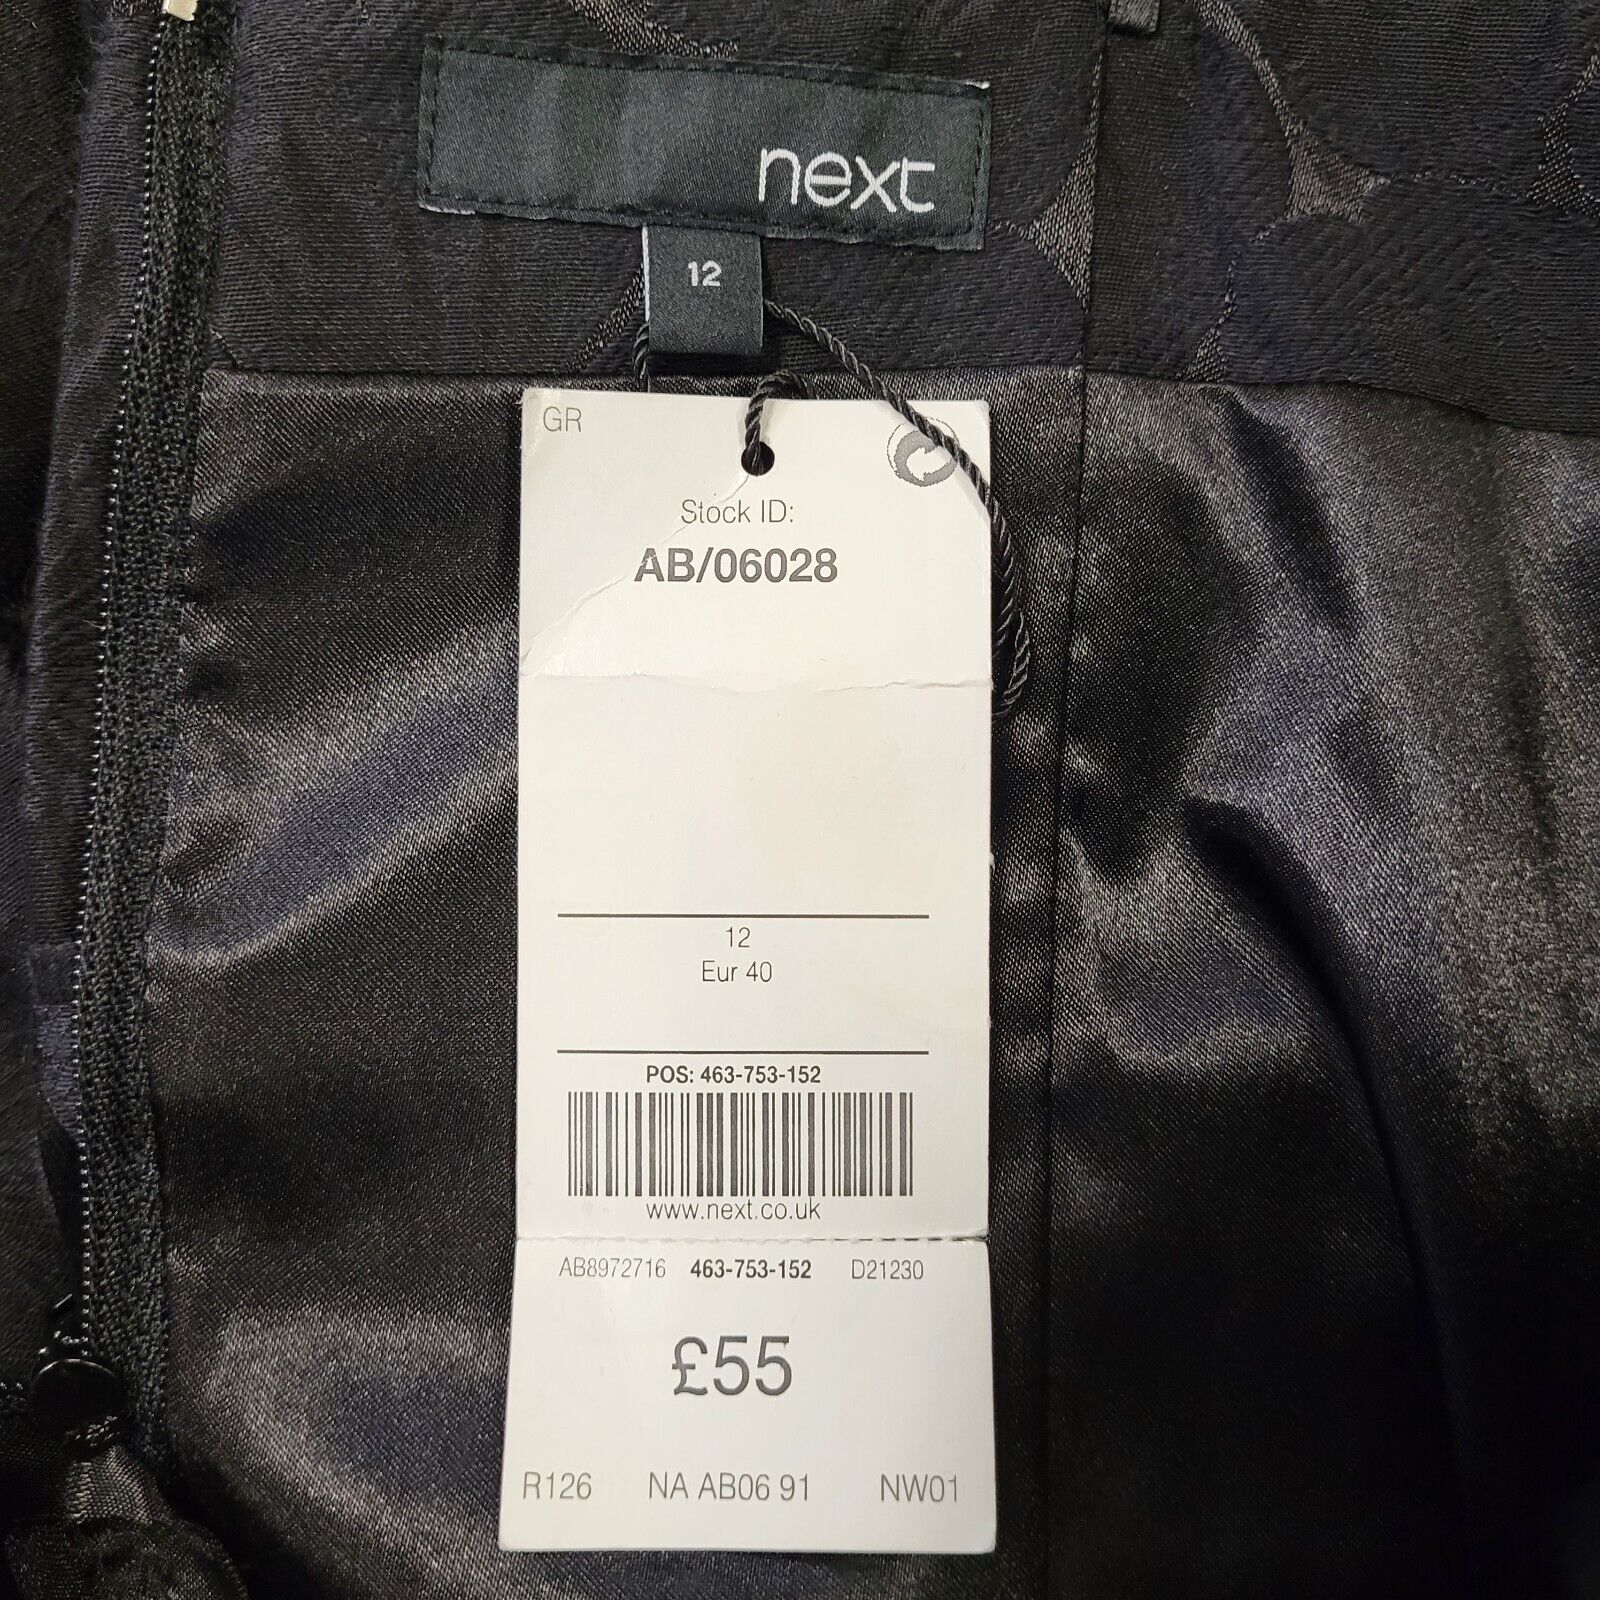 next
12
GR
Stock ID:
AB/06028
12
Eur 40
POS: 463-753-152
www.next.co.uk
AB8972716 463-753-152 D21230
£55
R126 NA AB06 91 NW01